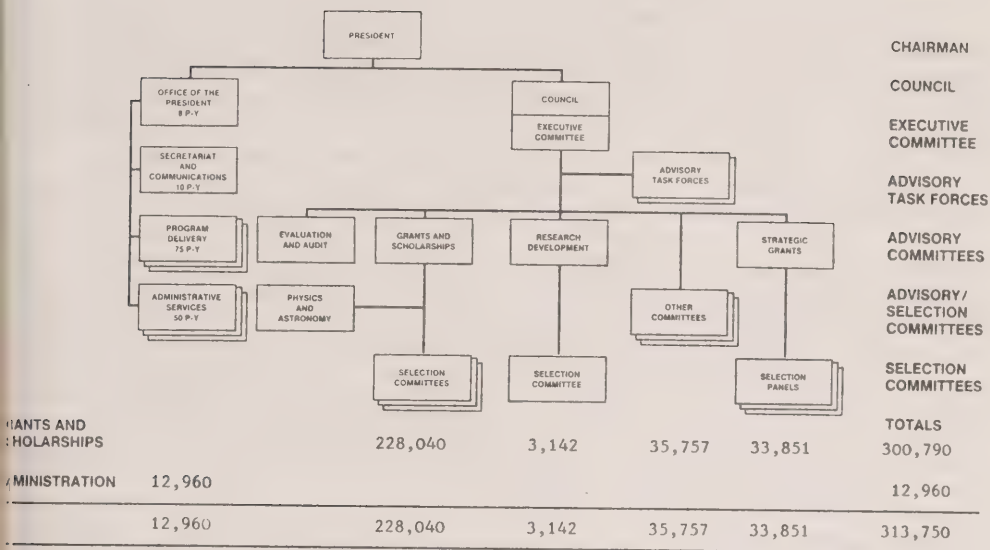 PRESIDENT
CHAIRMAN
OFFICE OF THE
PRESIDENT
8 P-Y
COUNCIL
COUNCIL
EXECUTIVE
COMMITTEE
EXECUTIVE
COMMITTEE
SECRETARIAT
AND
COMMUNICATIONS
10 P-Y
ADVISORY
TASK FORCES
ADVISORY
TASK FORCES
PROGRAM
DELIVERY
75 P-Y
EVALUATION
AND AUDIT
GRANTS AND
SCHOLARSHIPS
RESEARCH
DEVELOPMENT
STRATEGIC
GRANTS
ADVISORY
COMMITTEES
ADMINISTRATIVE
SERVICES
50 P-Y
PHYSICS
AND
ASTRONOMY
OTHER
COMMITTEES
ADVISORY/
SELECTION
COMMITTEES
SELECTION
COMMITTEES
SELECTION
COMMITTEE
SELECTION
PANELS
SELECTION
COMMITTEES
TOTALS
ANTS AND
HOLARSHIPS 228,040 3,142 35,757 33,851 300,790
MINISTRATION 12,960 12,960
12,960 228,040 3,142 35,757 33,851 313,750